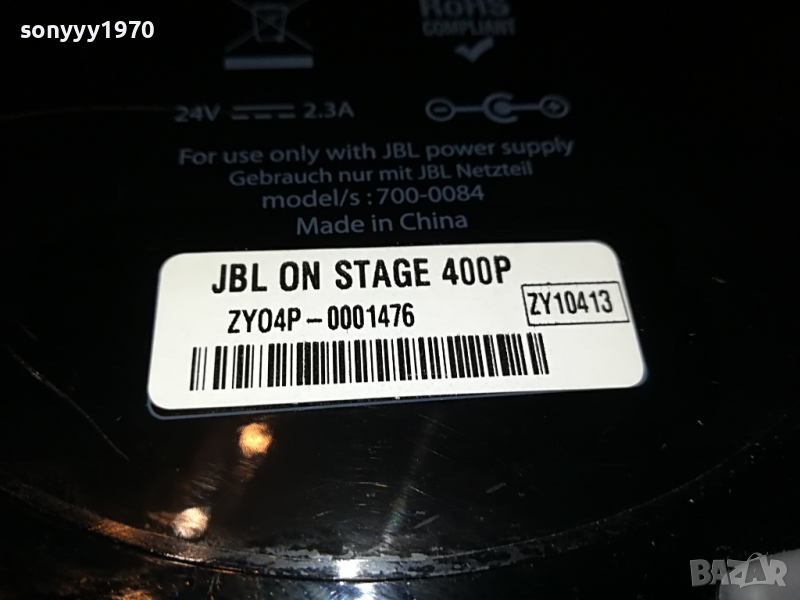 sonyyy1970
RoHS
COMPLIANT
24V 2.3A
For use only with JBL power supply
Gebrauch nur mit JBL Netzteil
model/s : 700-0084
Made in China
JBL ON STAGE 400P
ZY04P-0001476
ZY10413
BAZAR